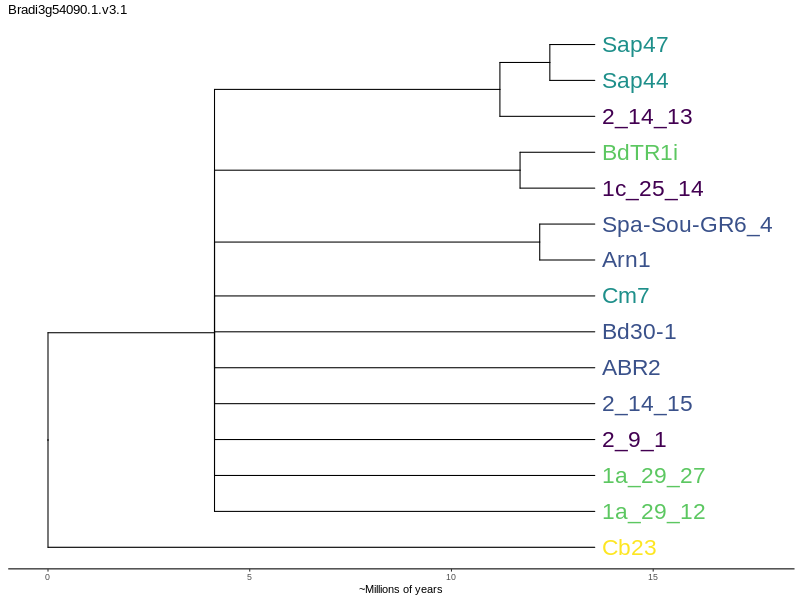 Bradi3g54090.1.v3.1
Sap47
Sap44
2_14_13
BdTR1i
1c_25_14
Spa-Sou-GR6_4
Arn1
Cm7
Bd30-1
ABR2
2_14_15
2_9_1
1a_29_27
1a_29_12
Cb23
0 5 10 15
~Millions of years